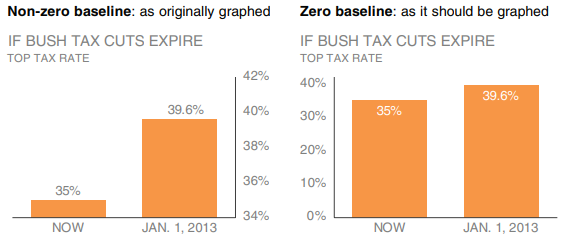 Non-zero baseline: as originally graphed
IF BUSH TAX CUTS EXPIRE
TOP TAX RATE
42%
40%
38%
36%
34%
35%
39.6%
NOW
JAN. 1, 2013
Zero baseline: as it should be graphed
IF BUSH TAX CUTS EXPIRE
TOP TAX RATE
40%
30%
20%
10%
0%
35%
39.6%
NOW
JAN. 1, 2013